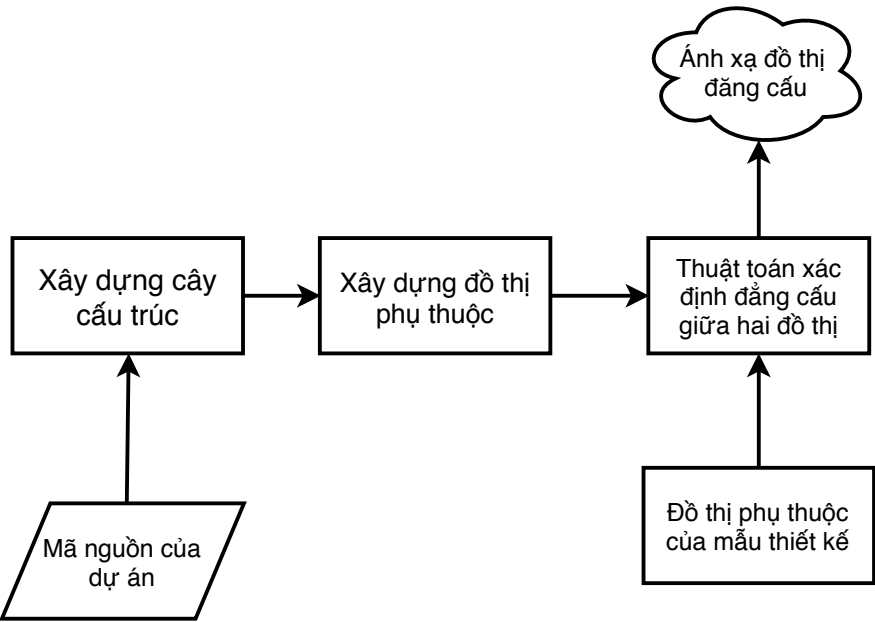 Ánh xạ đồ thị
đăng cấu
Xây dựng cây
cấu trúc
Xây dựng đồ thị
phụ thuộc
Thuật toán xác
định đẳng cấu
giữa hai đồ thị
Mã nguồn của
dự án
Đồ thị phụ thuộc
của mẫu thiết kế